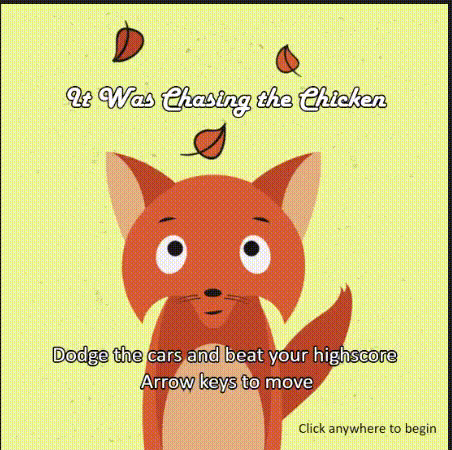 It Was Chasing the Chicken
Dodge the cars and beat your highscore
Arrow keys to move
Click anywhere to begin